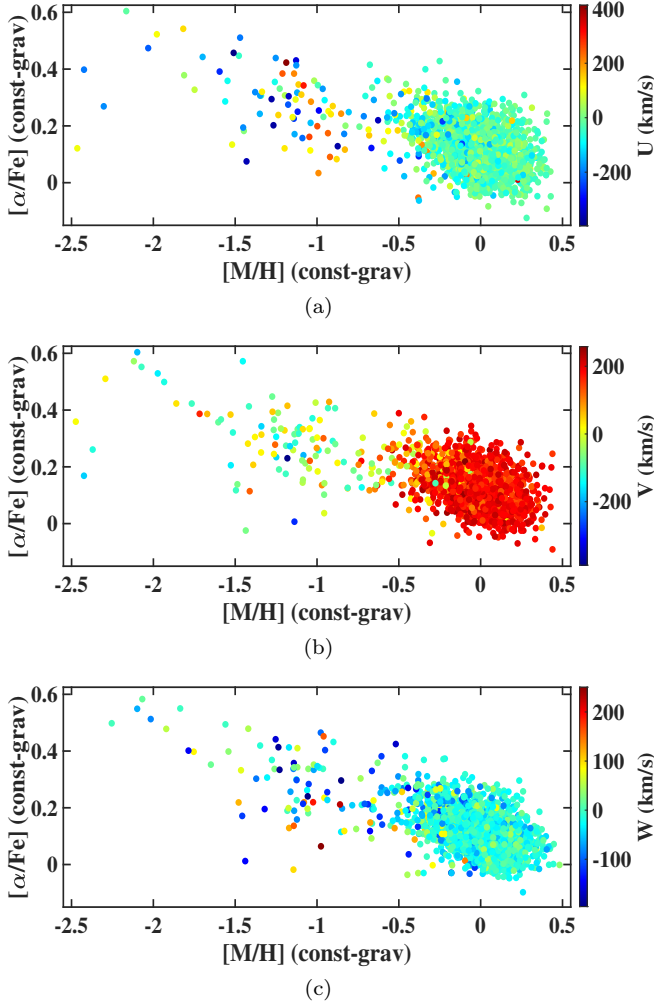 0.6
0.4
0.2
0
[α/Fe] (const-grav)
-2.5 -2 -1.5 -1 -0.5 0 0.5
[M/H] (const-grav)
400
200
0
-200
U (km/s)
(a)
0.6
0.4
0.2
0
[α/Fe] (const-grav)
-2.5 -2 -1.5 -1 -0.5 0 0.5
[M/H] (const-grav)
200
0
-200
V (km/s)
(b)
0.6
0.4
0.2
0
[α/Fe] (const-grav)
-2.5 -2 -1.5 -1 -0.5 0 0.5
[M/H] (const-grav)
200
100
0
-100
W (km/s)
(c)